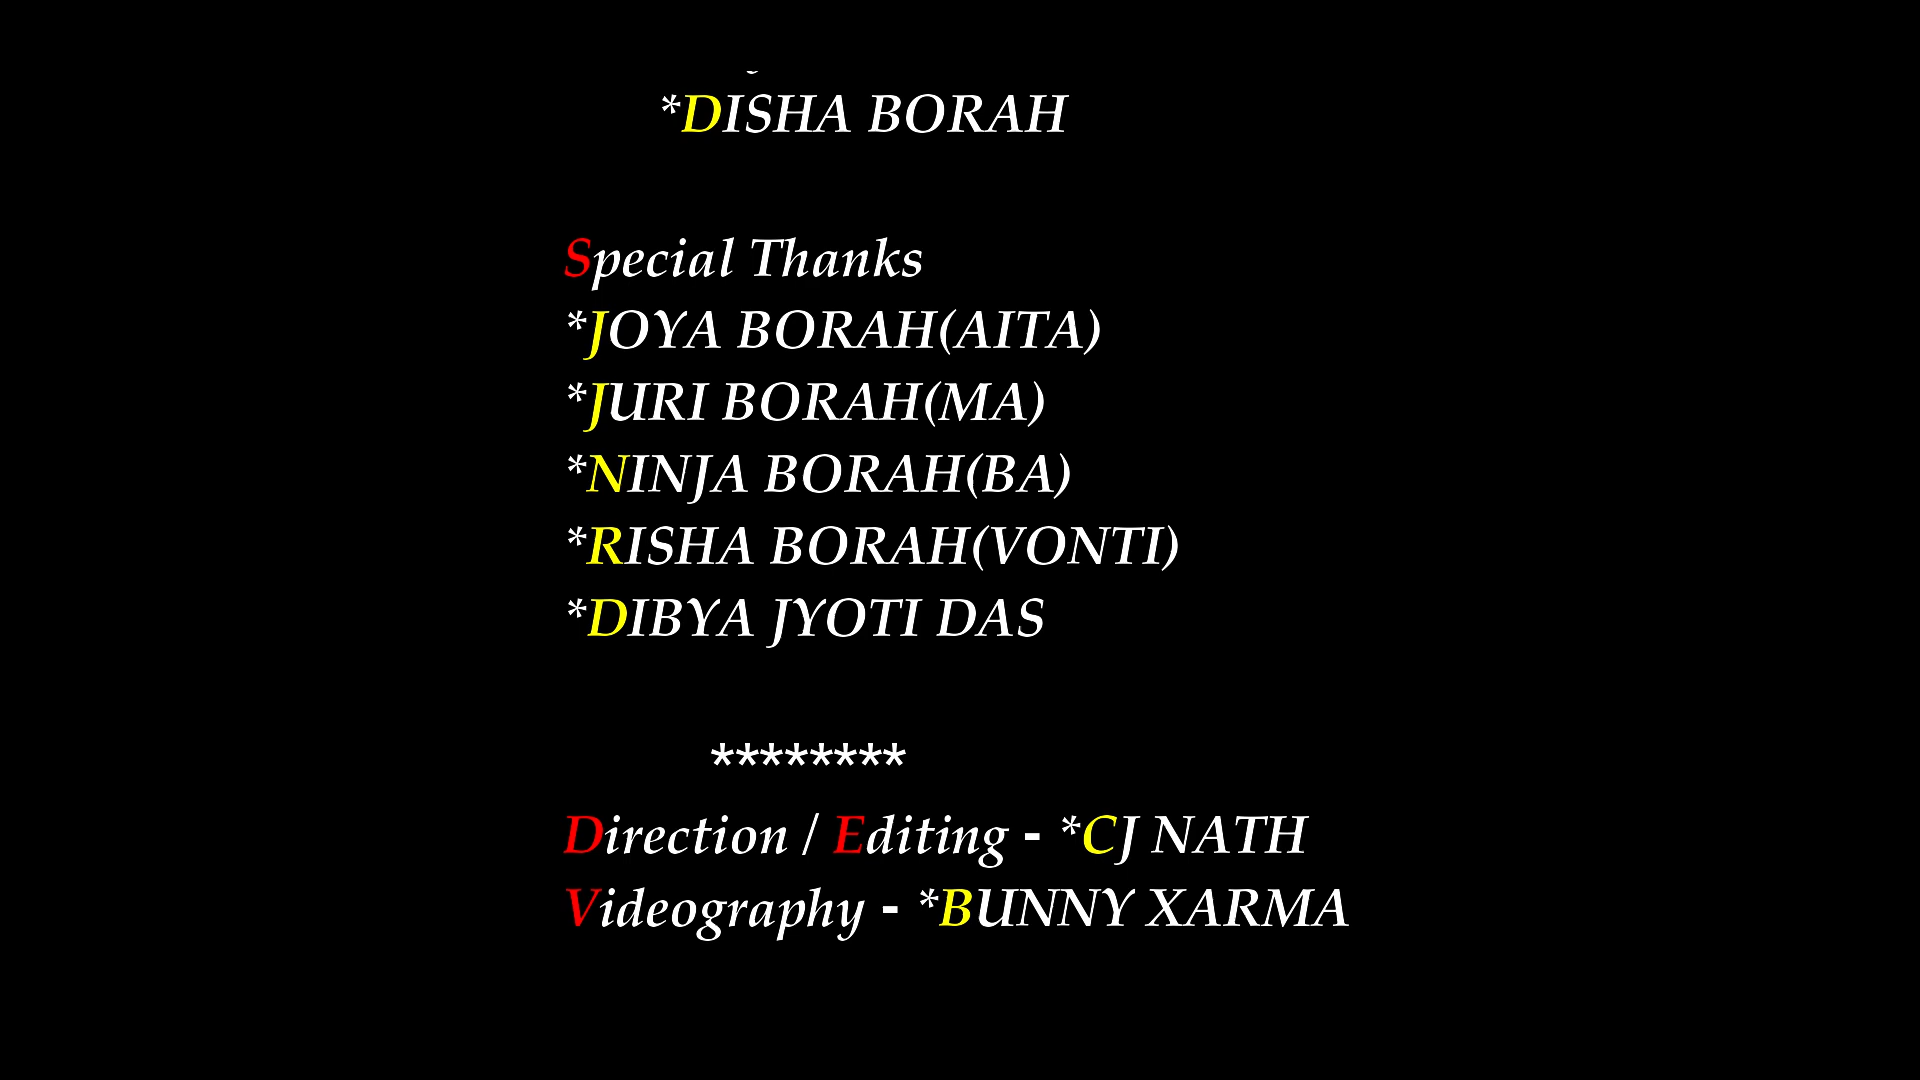 *DISHA BORAH
Special Thanks
*JOYA BORAH(AITA)
*JURI BORAH(MA)
*NINJA BORAH(BA)
*RISHA BORAH(VONTI)
*DIBYA JYOTI DAS
********
Direction / Editing - *CJ NATH
Videography - *BUNNY XARMA